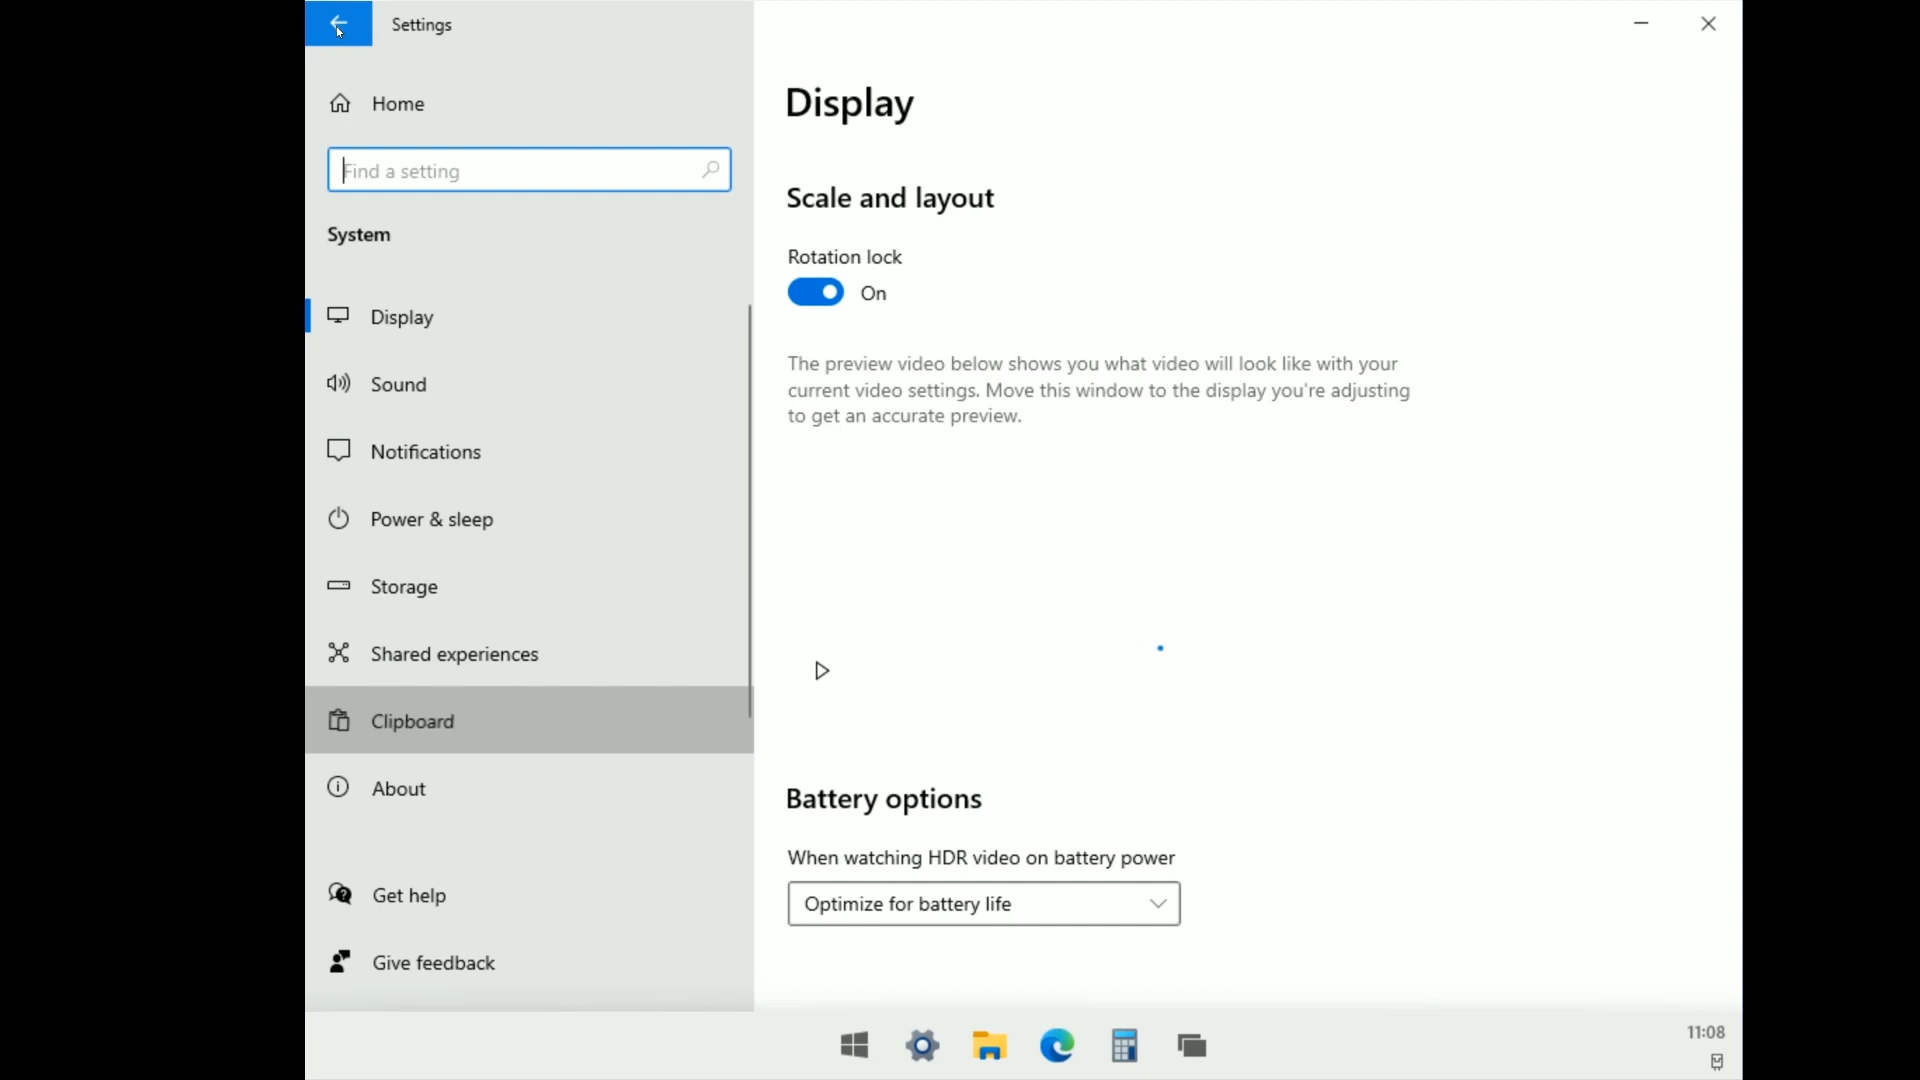 Settings
Home
Find a setting
System
Display
Sound
Notifications
Power & sleep
Storage
Shared experiences
Clipboard
About
Get help
Give feedback
Display
Scale and layout
Rotation lock
On
The preview video below shows you what video will look like with your
current video settings. Move this window to the display you're adjusting
to get an accurate preview.
Battery options
When watching HDR video on battery power
Optimize for battery life
11:08